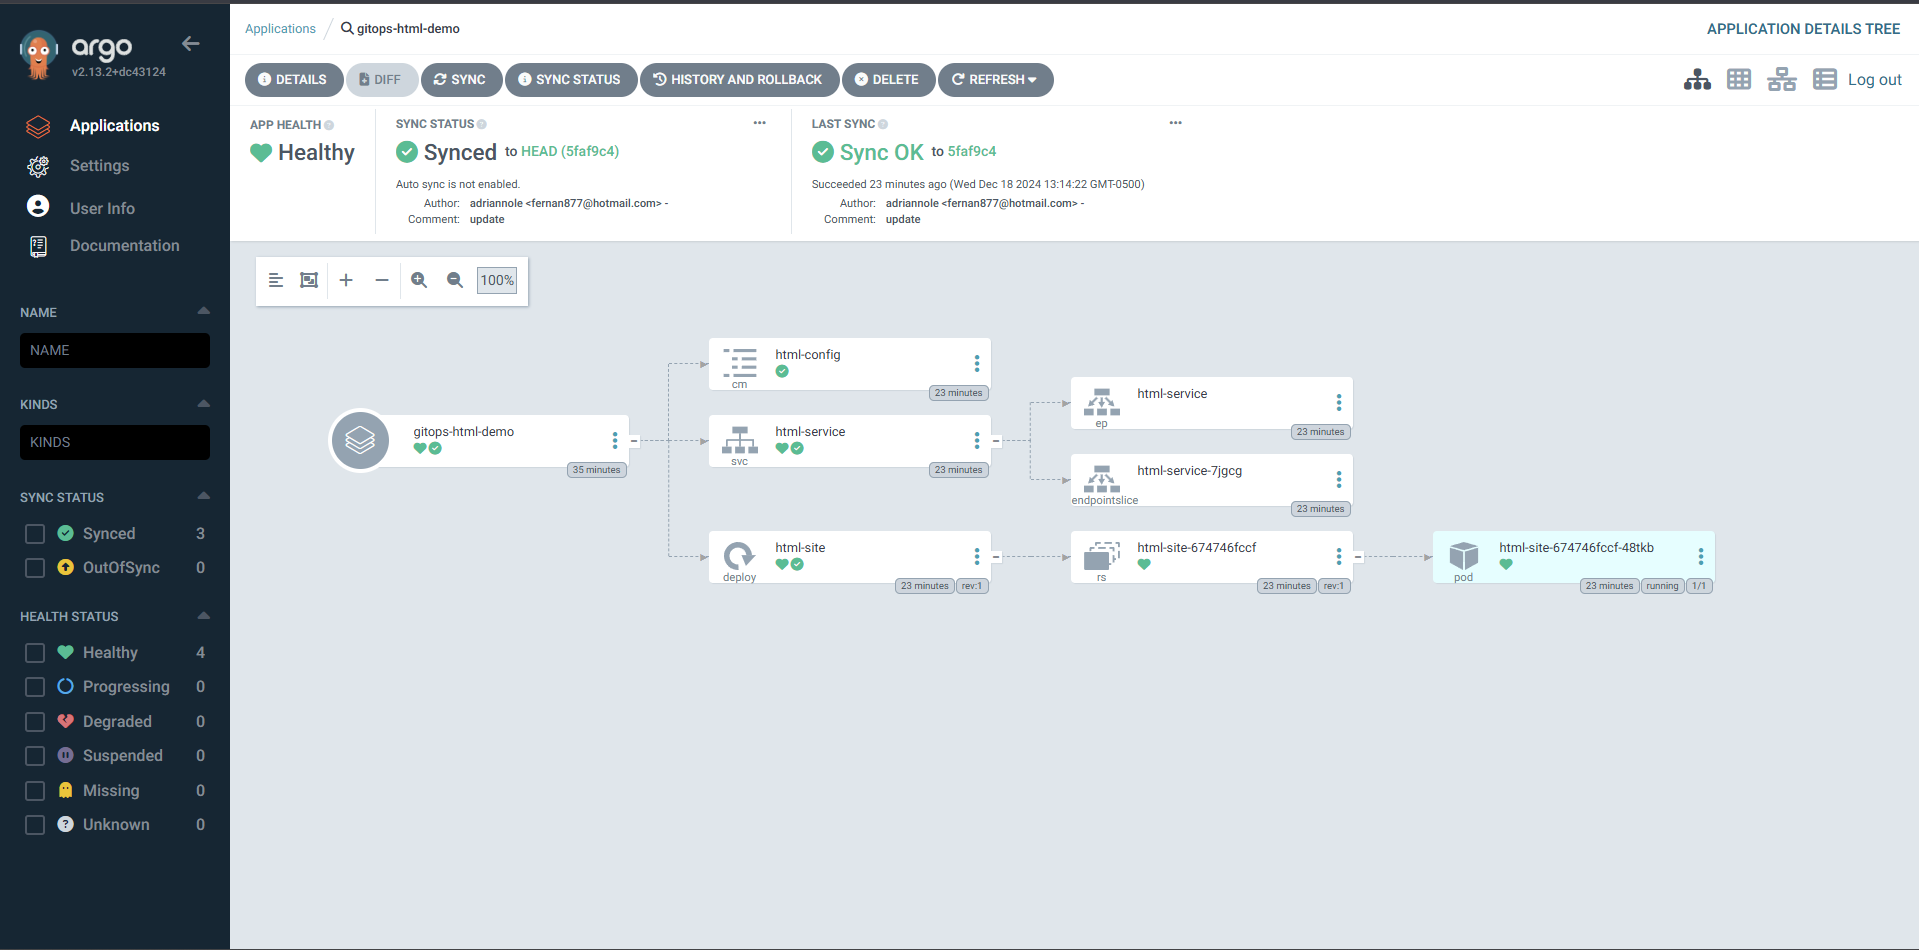 argo
v2.13.2+dc43124
Applications
Settings
User Info
Documentation
NAME
NAME
KINDS
KINDS
SYNC STATUS
Synced 3
OutOfSync 0
HEALTH STATUS
Healthy 4
Progressing 0
Degraded 0
Suspended 0
Missing 0
Unknown 0
Applications / gitops-html-demo
APPLICATION DETAILS TREE
DETAILS DIFF SYNC SYNC STATUS HISTORY AND ROLLBACK DELETE REFRESH
Log out
APP HEALTH
Healthy
SYNC STATUS
Synced to HEAD (5faf9c4)
Auto sync is not enabled.
Author: adriannole <fernan877@hotmail.com> -
Comment: update
LAST SYNC
Sync OK to 5faf9c4
Succeeded 23 minutes ago (Wed Dec 18 2024 13:14:22 GMT-0500)
Author: adriannole <fernan877@hotmail.com> -
Comment: update
100%
gitops-html-demo
35 minutes
html-config
cm
23 minutes
html-service
svc
23 minutes
html-site
deploy
23 minutes rev:1
html-service
ep
23 minutes
html-service-7jgcg
endpointslice
23 minutes
html-site-674746fccf
rs
23 minutes rev:1
html-site-674746fccf-48tkb
pod
23 minutes running 1/1